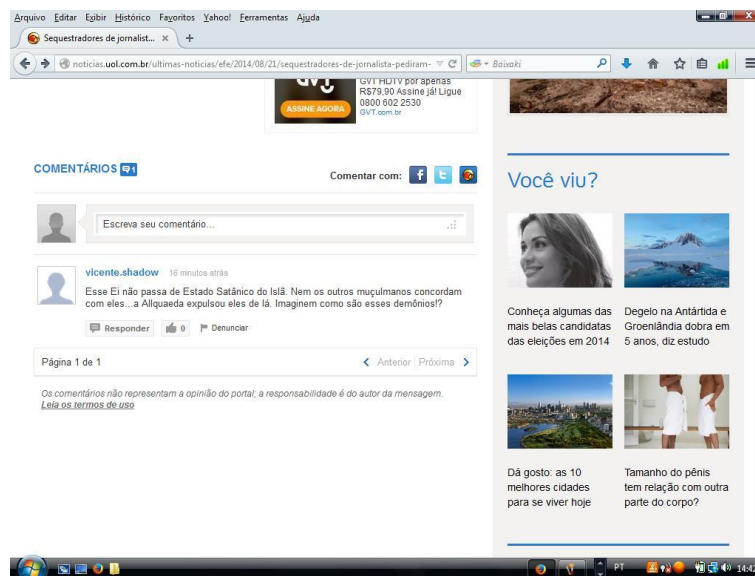 Arquivo Editar Exibir Histórico Favoritos Yahoo! Ferramentas Ajuda
Sequestradores de jornalist... × +
noticias.uol.com.br/ultimas-noticias/efe/2014/08/21/sequestradores-de-jornalista-pediram-
Baixaki
GVT
ASSINE AGORA
GVT HDTV por apenas
R$79,90 Assine já! Ligue
0800 602 2530
GVT.com.br
COMENTÁRIOS 1
Comentar com:
Escreva seu comentário...
vicente.shadow 16 minutos atrás
Esse Ei não passa de Estado Satânico do Islã. Nem os outros muçulmanos concordam
com eles...a Allquaeda expulsou eles de lá. Imaginem como são esses demônios!?
Responder 0 Denunciar
Página 1 de 1
Anterior Próxima
Os comentários não representam a opinião do portal; a responsabilidade é do autor da mensagem.
Leia os termos de uso
Você viu?
Conheça algumas das
mais belas candidatas
das eleições em 2014
Degelo na Antártida e
Groenlândia dobra em
5 anos, diz estudo
Dá gosto: as 10
melhores cidades
para se viver hoje
Tamanho do pênis
tem relação com outra
parte do corpo?
PT